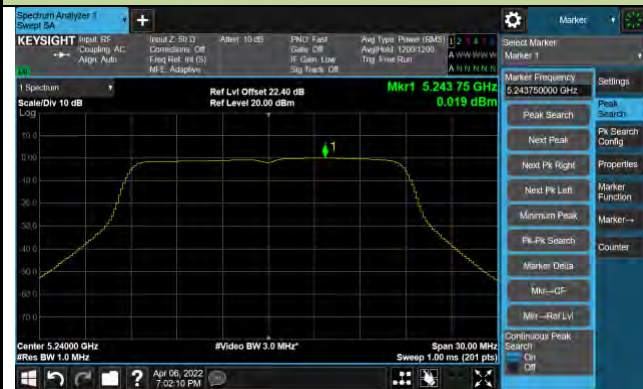 Spectrum Analyzer 1
Swept SA
Marker
KEYSIGHT
Input: RF
Coupling: AC
Align: Auto
Input Z: 50 Ω
Corrections: Off
Freq Ref: Int (S)
NFE: Adaptive
Atten: 10 dB
PNO: Fast
Gate: Off
IF Gain: Low
Sig Track: Off
Avg Type: Power (RMS)
Avg|Hold: 1200/1200
Trig: Free Run
1 2 3 4 5 6
A W W W W W
A N N N N N
Select Marker
Marker 1
1 Spectrum
Scale/Div 10 dB
Log
Ref Lvl Offset 22.40 dB
Ref Level 20.00 dBm
Mkr1 5.243 75 GHz
0.019 dBm
Marker Frequency
5.243750000 GHz
Peak Search
Next Peak
Next Pk Right
Next Pk Left
Minimum Peak
Pk-Pk Search
Marker Delta
Mkr→CF
Mkr→Ref Lvl
Continuous Peak
Search
On
Off
Settings
Peak
Search
Pk Search
Config
Properties
Marker
Function
Marker→
Counter
10.0
0.00
-10.0
-20.0
-30.0
-40.0
-50.0
-60.0
-70.0
1
Center 5.24000 GHz
#Res BW 1.0 MHz
#Video BW 3.0 MHz*
Span 30.00 MHz
Sweep 1.00 ms (201 pts)
Apr 06, 2022
7:02:10 PM